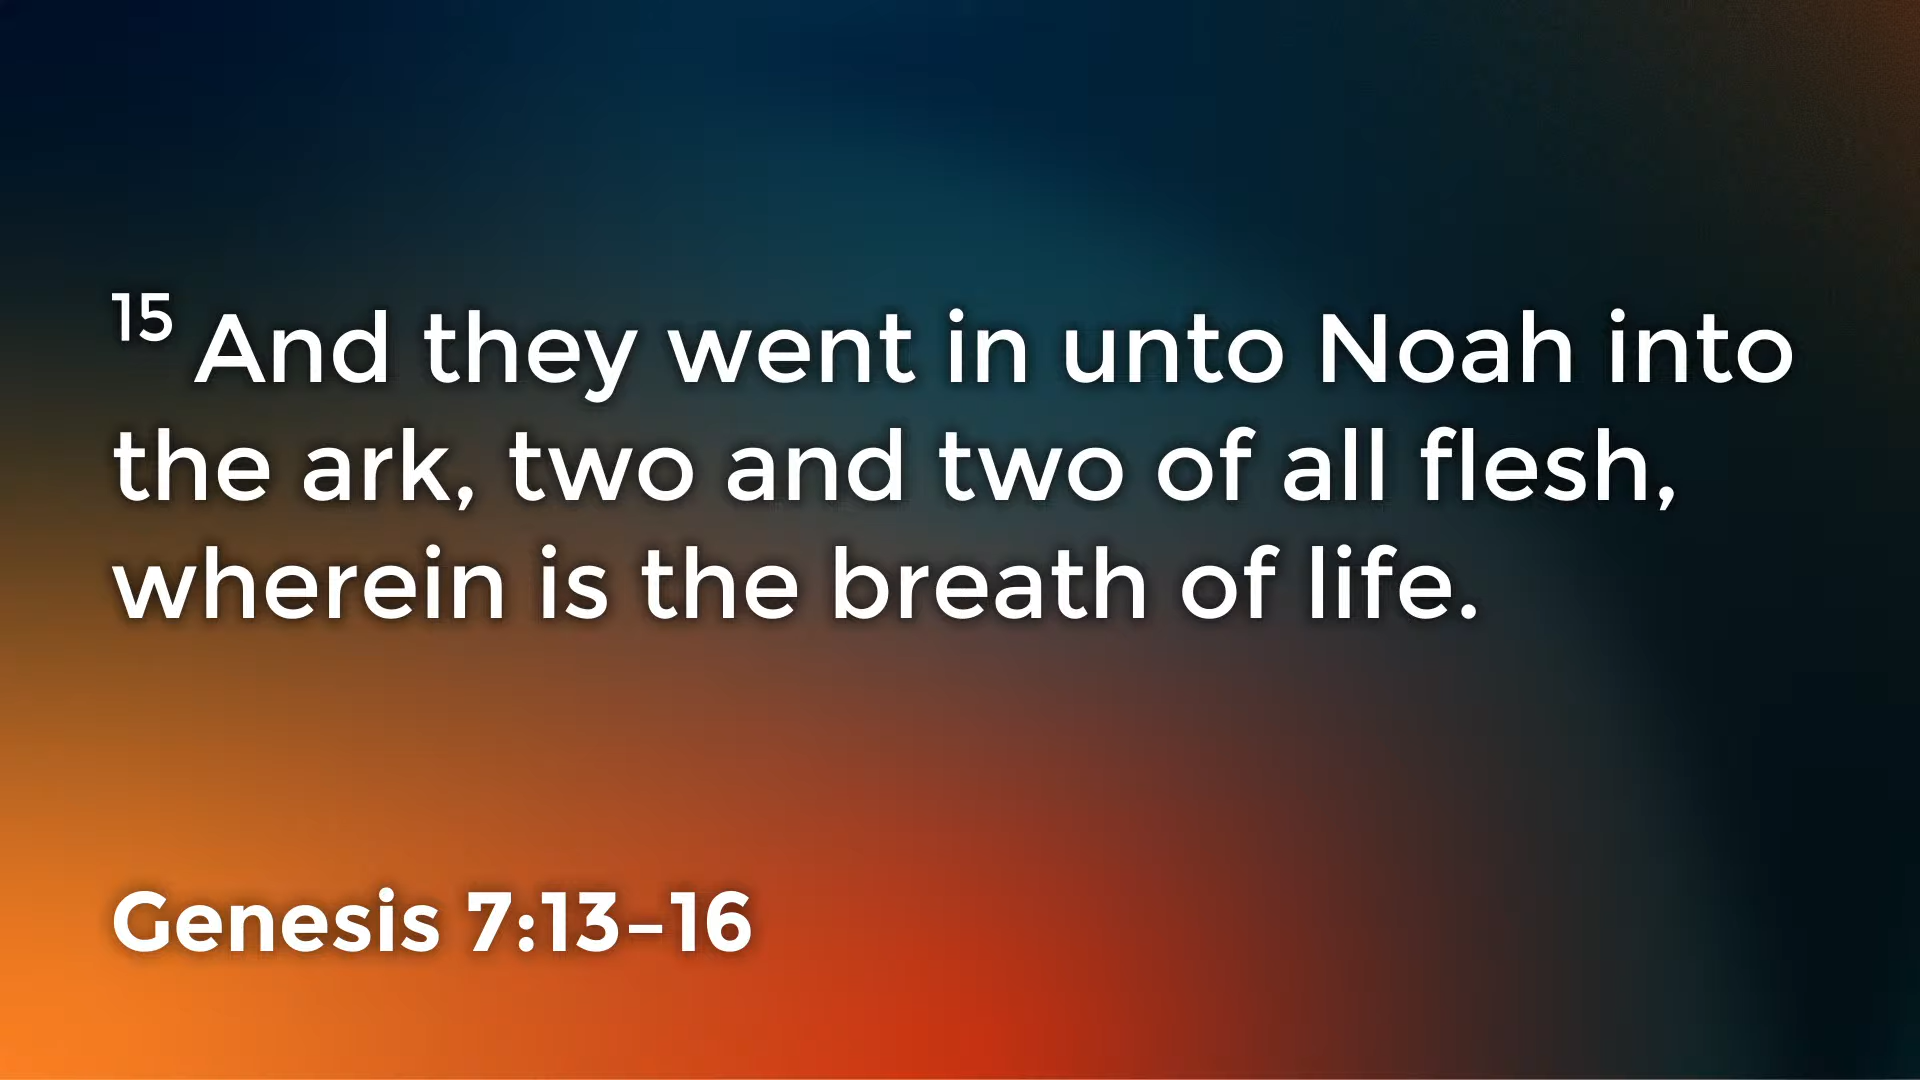 15 And they went in unto Noah into
the ark, two and two of all flesh,
wherein is the breath of life.
Genesis 7:13–16